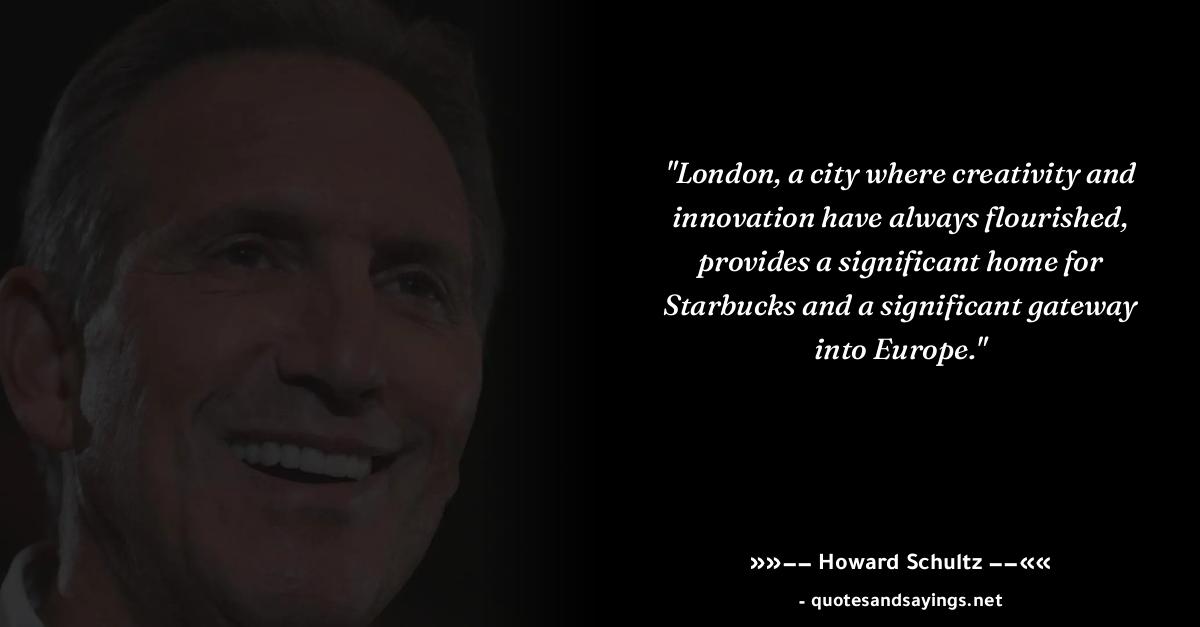 "London, a city where creativity and
innovation have always flourished,
provides a significant home for
Starbucks and a significant gateway
into Europe."
»»−− Howard Schultz −−««
- quotesandsayings.net